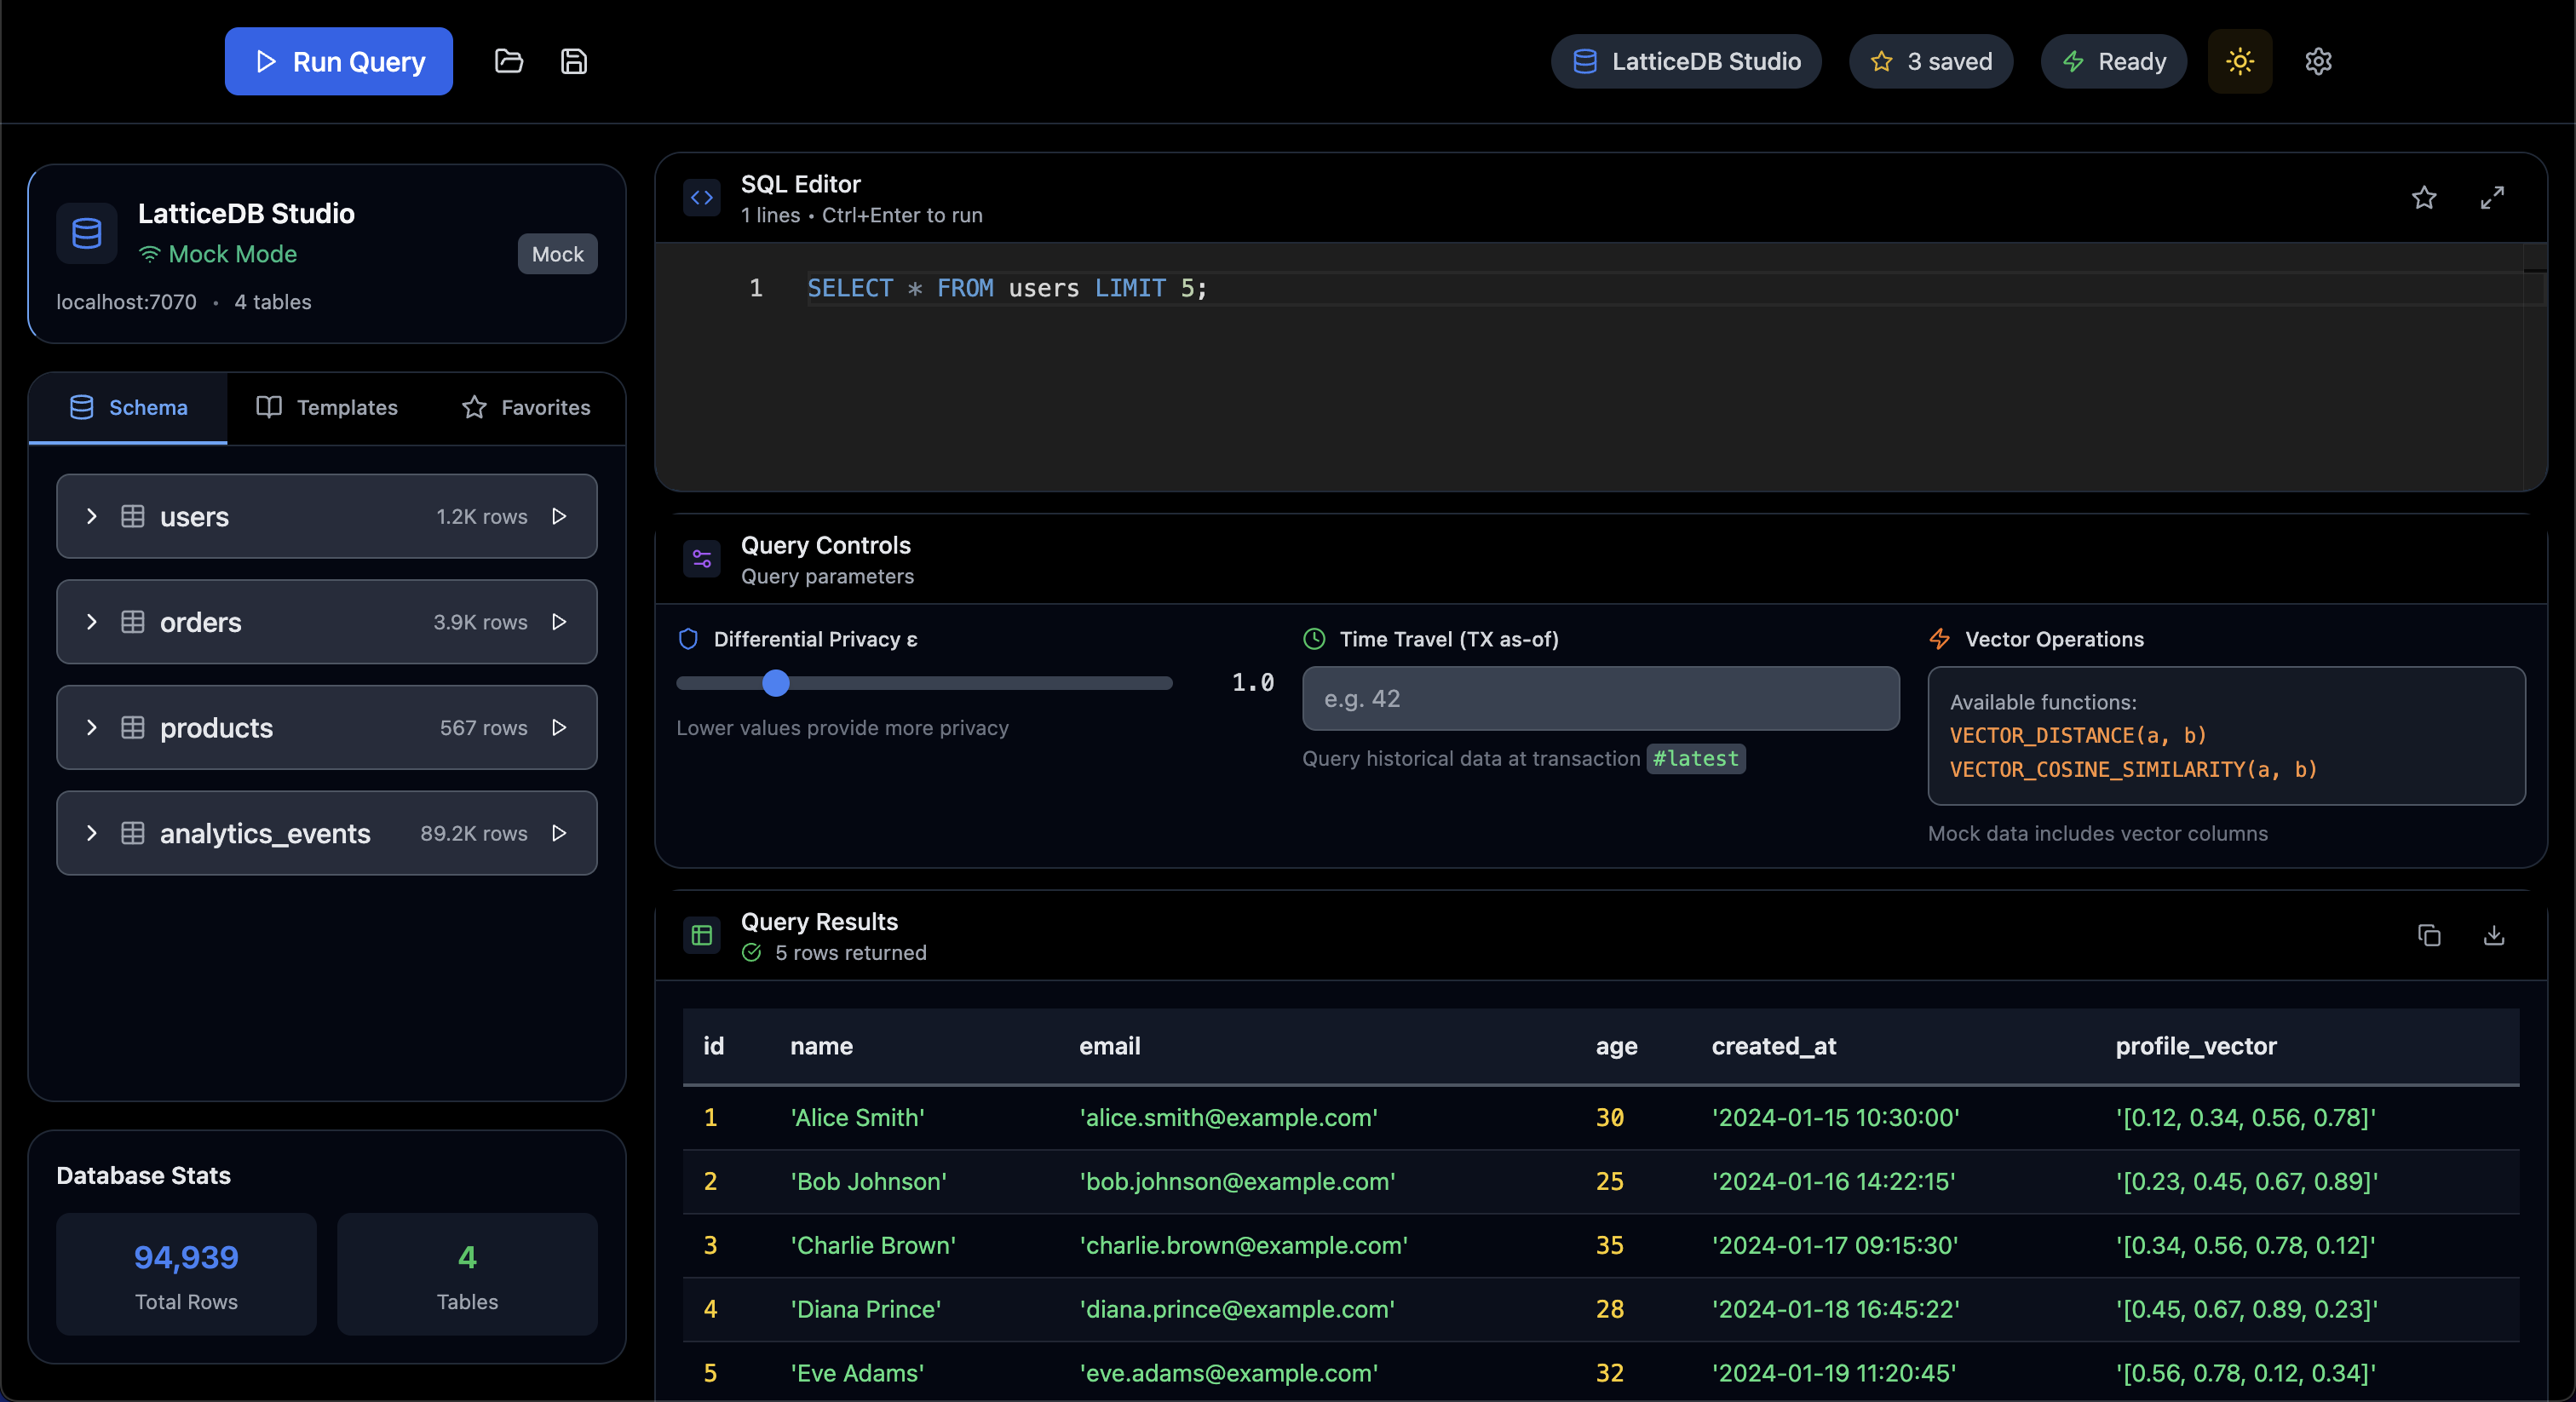 Run Query
LatticeDB Studio
3 saved
Ready
LatticeDB Studio
Mock Mode
Mock
localhost:7070 • 4 tables
Schema
Templates
Favorites
users 1.2K rows
orders 3.9K rows
products 567 rows
analytics_events 89.2K rows
Database Stats
94,939
Total Rows
4
Tables
SQL Editor
1 lines • Ctrl+Enter to run
1 SELECT * FROM users LIMIT 5;
Query Controls
Query parameters
Differential Privacy ε
1.0
Lower values provide more privacy
Time Travel (TX as-of)
e.g. 42
Query historical data at transaction #latest
Vector Operations
Available functions:
VECTOR_DISTANCE(a, b)
VECTOR_COSINE_SIMILARITY(a, b)
Mock data includes vector columns
Query Results
5 rows returned
id name email age created_at profile_vector
1 'Alice Smith' 'alice.smith@example.com' 30 '2024-01-15 10:30:00' '[0.12, 0.34, 0.56, 0.78]'
2 'Bob Johnson' 'bob.johnson@example.com' 25 '2024-01-16 14:22:15' '[0.23, 0.45, 0.67, 0.89]'
3 'Charlie Brown' 'charlie.brown@example.com' 35 '2024-01-17 09:15:30' '[0.34, 0.56, 0.78, 0.12]'
4 'Diana Prince' 'diana.prince@example.com' 28 '2024-01-18 16:45:22' '[0.45, 0.67, 0.89, 0.23]'
5 'Eve Adams' 'eve.adams@example.com' 32 '2024-01-19 11:20:45' '[0.56, 0.78, 0.12, 0.34]'